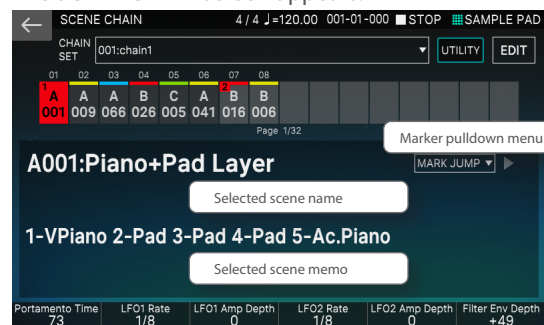 SCENE CHAIN 4 / 4 ♩=120.00 001-01-000 STOP SAMPLE PAD
CHAIN SET 001:chain1 UTILITY EDIT
01 02 03 04 05 06 07 08
1 2
A A A B C A B B
001 009 066 026 005 041 016 006
Page 1/32
Marker pulldown menu
A001:Piano+Pad Layer MARK JUMP
Selected scene name
1-VPiano 2-Pad 3-Pad 4-Pad 5-Ac.Piano
Selected scene memo
Portamento Time LFO1 Rate LFO1 Amp Depth LFO2 Rate LFO2 Amp Depth Filter Env Depth
73 1/8 0 1/8 0 +49